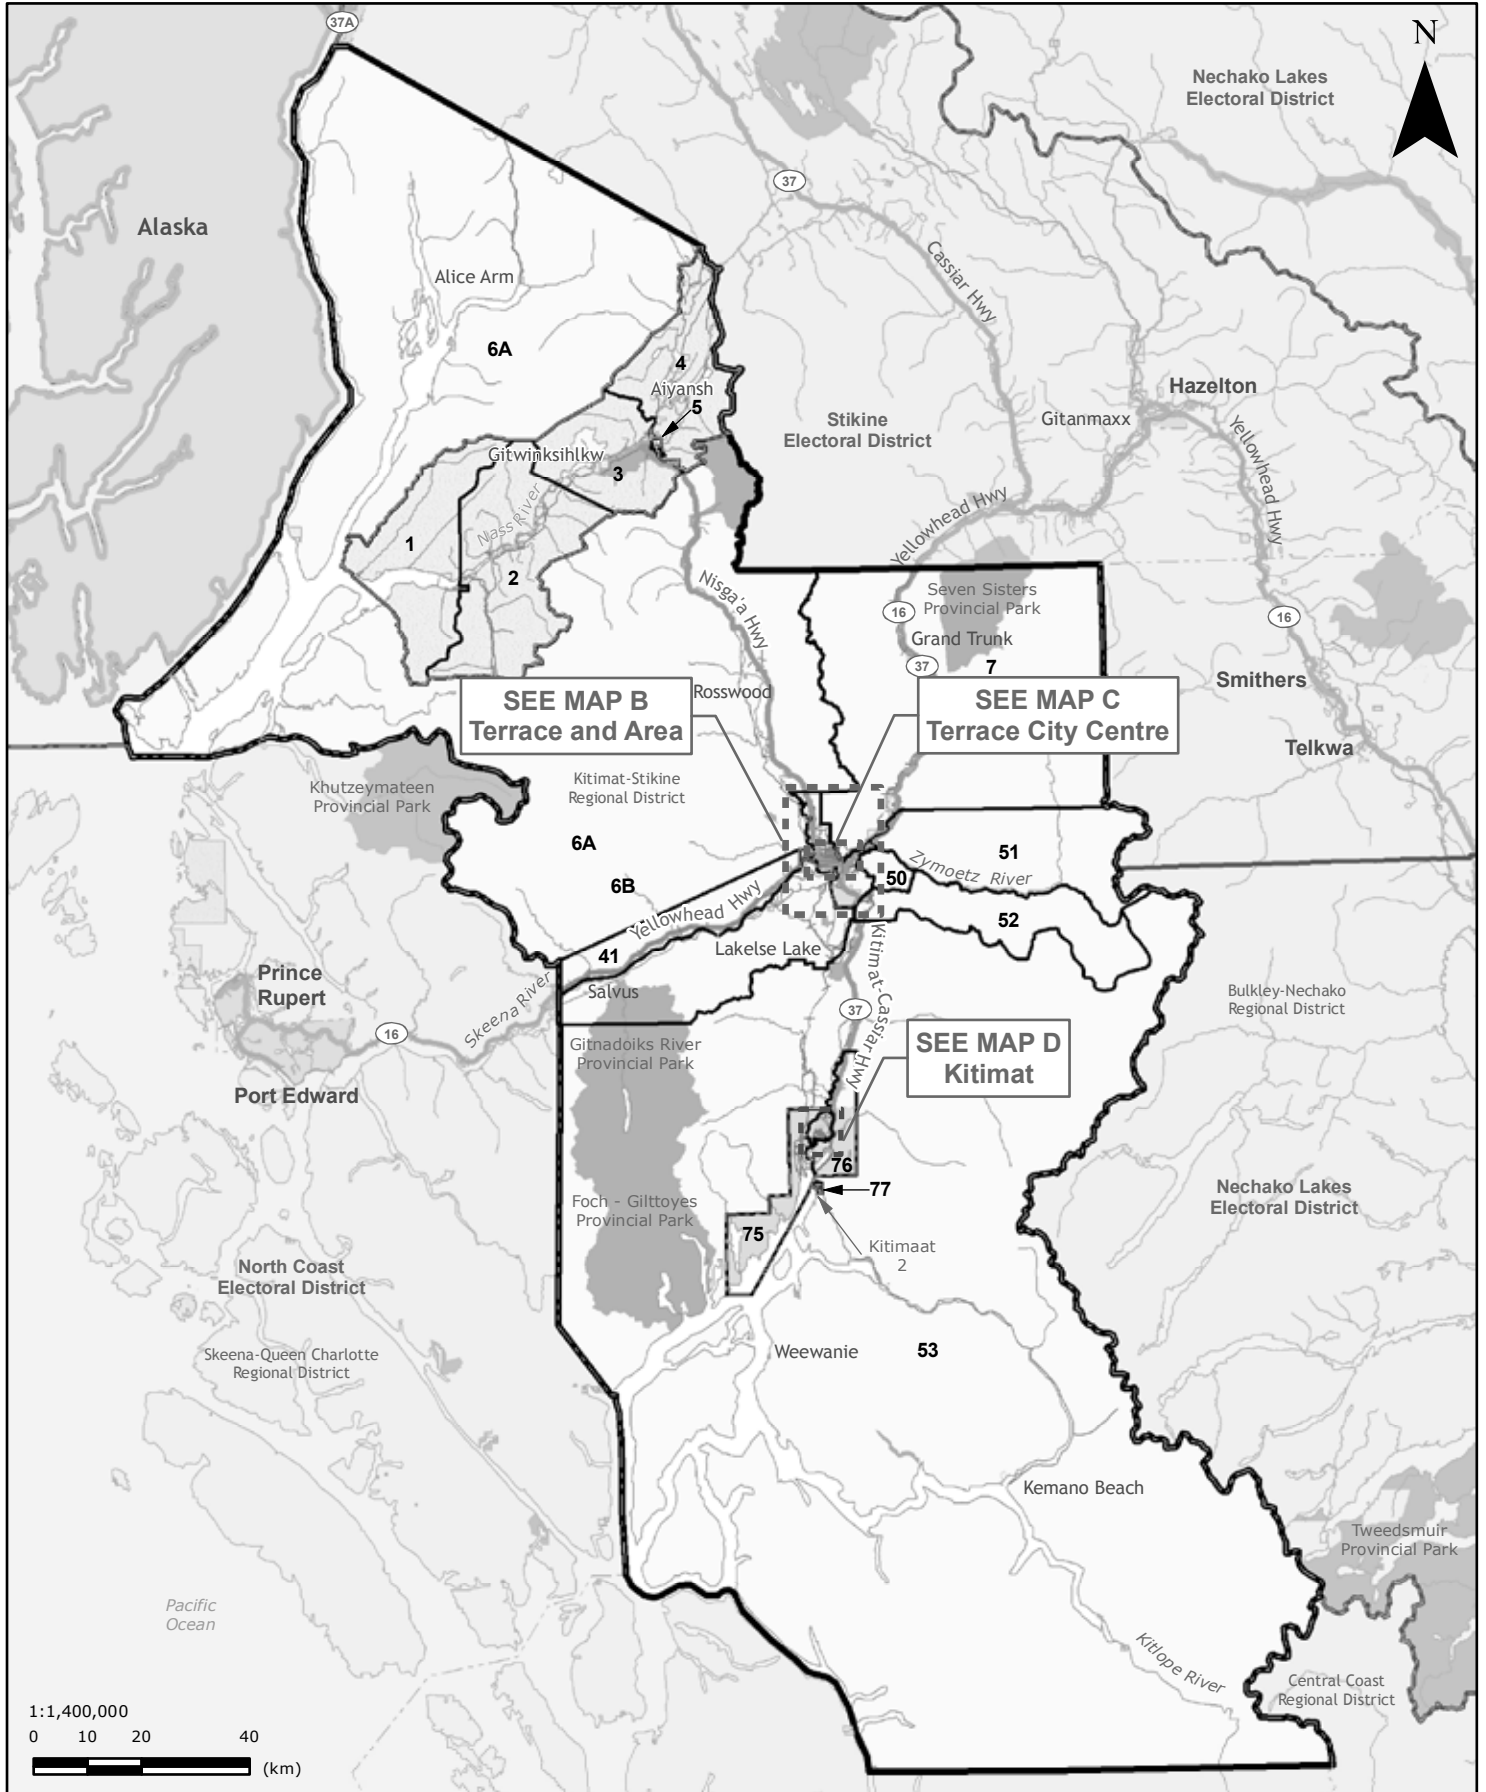 37A
N
Nechako Lakes
Electoral District
37
Alaska
Cassiar Hwy
Alice Arm
6A
4
Aiyansh
5
Hazelton
Gitanmaxx
Stikine
Electoral District
Yellowhead Hwy
Gitwinksihlkw
3
Nass River
Yellowhead Hwy
1
2
Nisga'a Hwy
Seven Sisters
Provincial Park
16
16
Grand Trunk
37
7
SEE MAP B
Terrace and Area
Rosswood
SEE MAP C
Terrace City Centre
Smithers
Telkwa
Khutzeymateen
Provincial Park
Kitimat-Stikine
Regional District
6A
6B
51
Zymoetz River
50
52
Yellowhead Hwy
41
Lakelse Lake
Kitimat-Cassiar Hwy
Prince
Rupert
Skeena River
Salvus
16
37
Bulkley-Nechako
Regional District
Gitnadoiks River
Provincial Park
SEE MAP D
Kitimat
Port Edward
76
77
Foch - Gilttoyes
Provincial Park
75
Kitimaat
2
Nechako Lakes
Electoral District
North Coast
Electoral District
Skeena-Queen Charlotte
Regional District
Weewanie
53
Kemano Beach
Tweedsmuir
Provincial Park
Pacific
Ocean
Kitlope River
Central Coast
Regional District
1:1,400,000
0 10 20 40
(km)